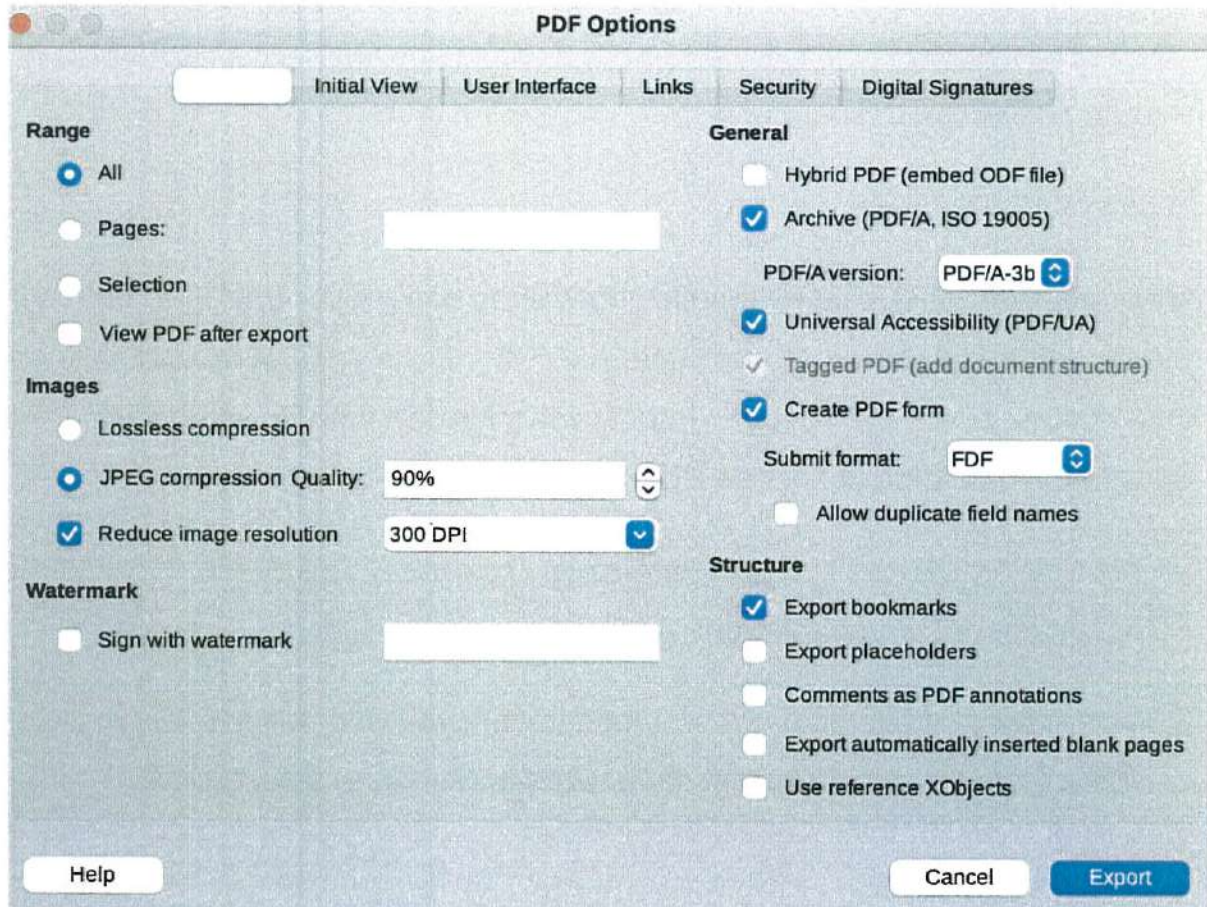 PDF Options
Initial View User Interface Links Security Digital Signatures
Range
All
Pages:
Selection
View PDF after export
Images
Lossless compression
JPEG compression Quality: 90%
Reduce image resolution 300 DPI
Watermark
Sign with watermark
General
Hybrid PDF (embed ODF file)
Archive (PDF/A, ISO 19005)
PDF/A version: PDF/A-3b
Universal Accessibility (PDF/UA)
Tagged PDF (add document structure)
Create PDF form
Submit format: FDF
Allow duplicate field names
Structure
Export bookmarks
Export placeholders
Comments as PDF annotations
Export automatically inserted blank pages
Use reference XObjects
Help Cancel Export